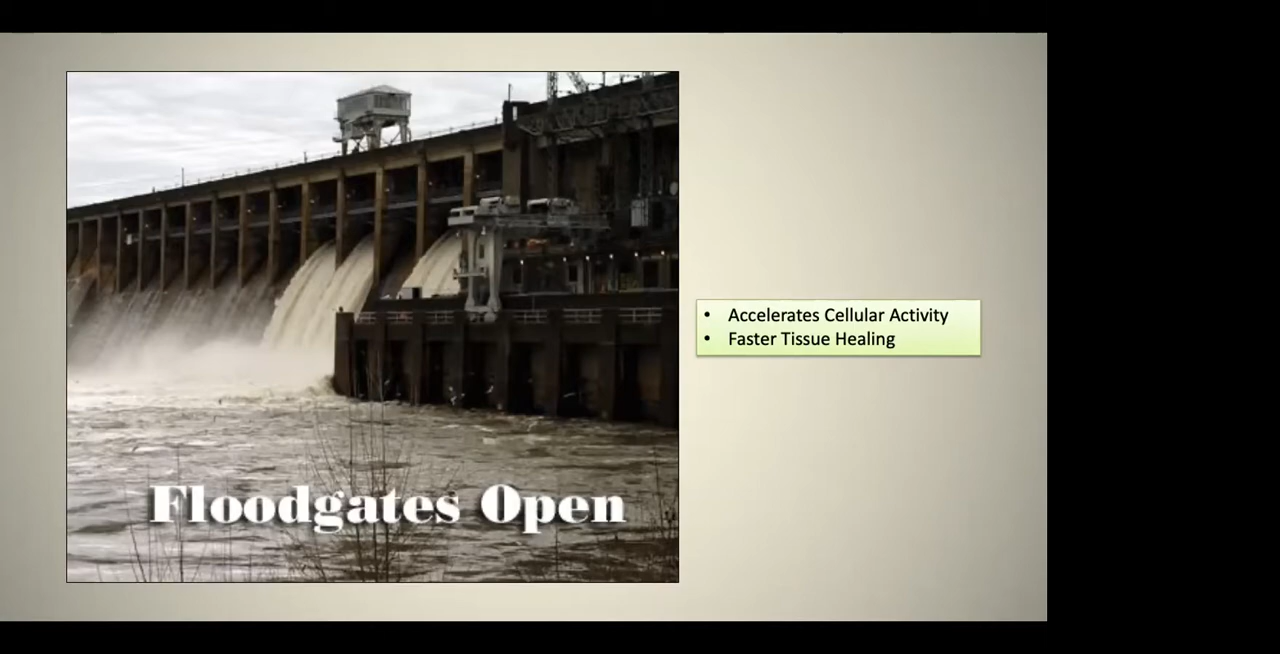 Floodgates Open
• Accelerates Cellular Activity
• Faster Tissue Healing